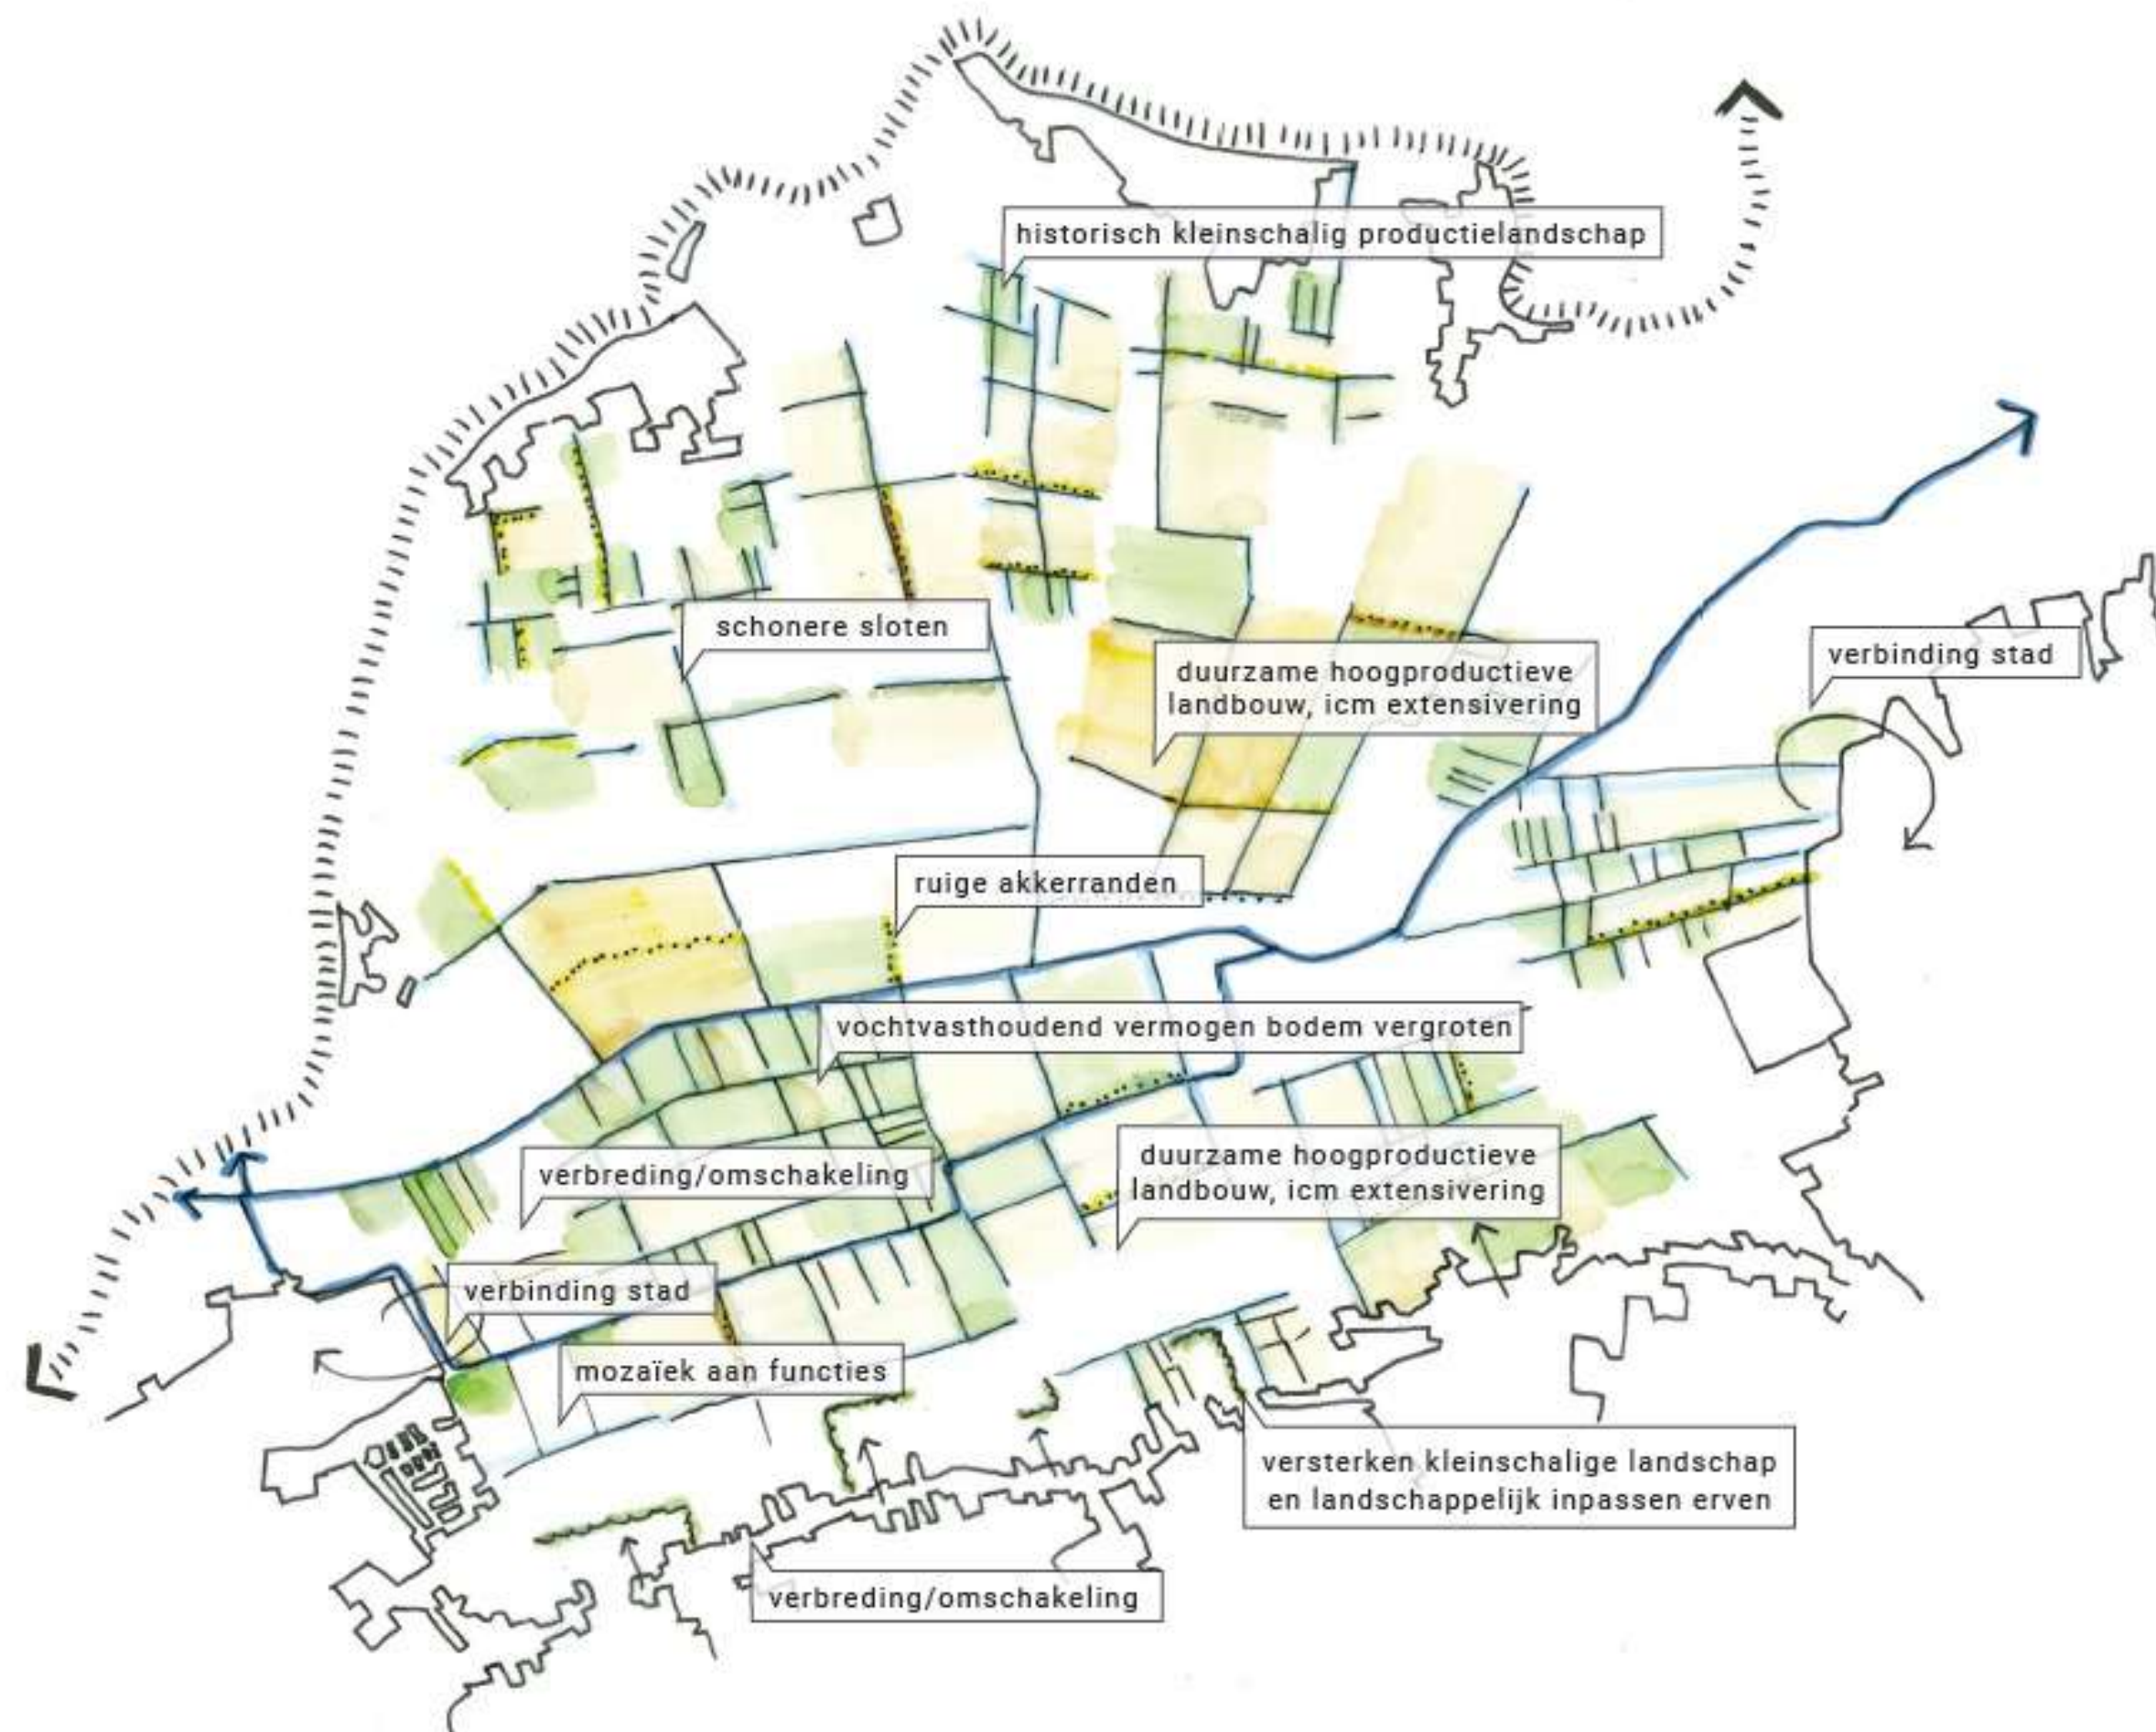 historisch kleinschalig productielandschap
schonere sloten
duurzame hoogproductieve
landbouw, icm extensivering
verbinding stad
ruige akkerranden
vochtvasthoudend vermogen bodem vergroten
verbreding/omschakeling
duurzame hoogproductieve
landbouw, icm extensivering
verbinding stad
mozaïek aan functies
versterken kleinschalige landschap
en landschappelijk inpassen erven
verbreding/omschakeling